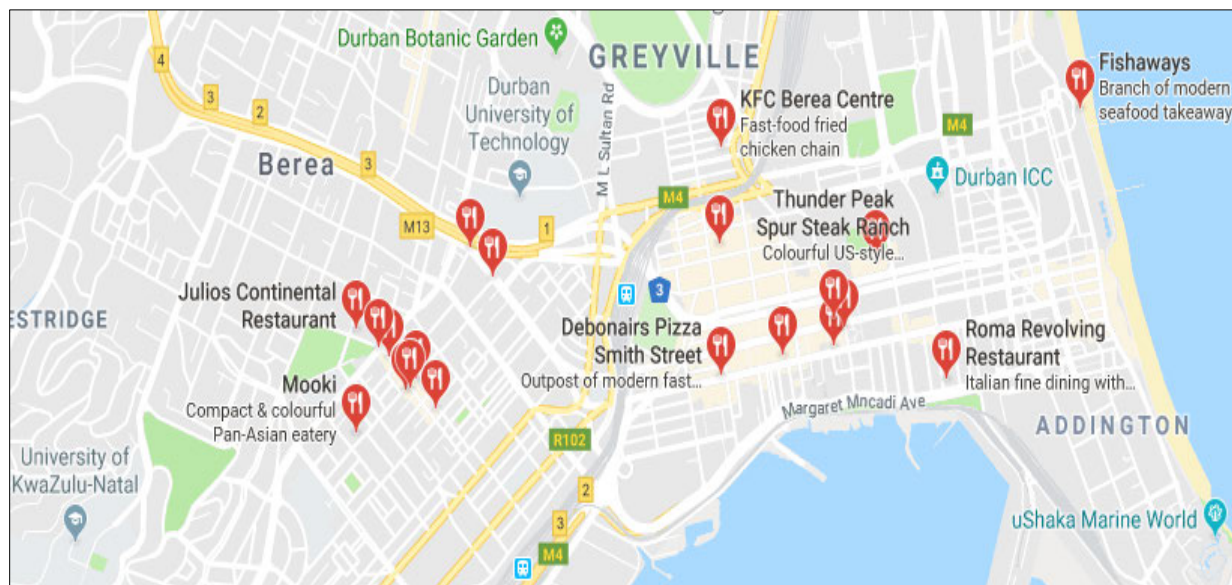 Durban Botanic Garden
GREYVILLE
Fishaways
Branch of modern
seafood takeaway
4
3
2
Durban
University of
Technology
M L Sultan Rd
KFC Berea Centre
Fast-food fried
chicken chain
M4
Berea
3
Durban ICC
M4
Thunder Peak
Spur Steak Ranch
Colourful US-style...
M13
1
Julios Continental
Restaurant
3
ESTRIDGE
Debonairs Pizza
Smith Street
Outpost of modern fast...
Roma Revolving
Restaurant
Italian fine dining with...
Mooki
Compact & colourful
Pan-Asian eatery
Margaret Mncadi Ave
ADDINGTON
R102
University of
KwaZulu-Natal
2
3
M4
uShaka Marine World